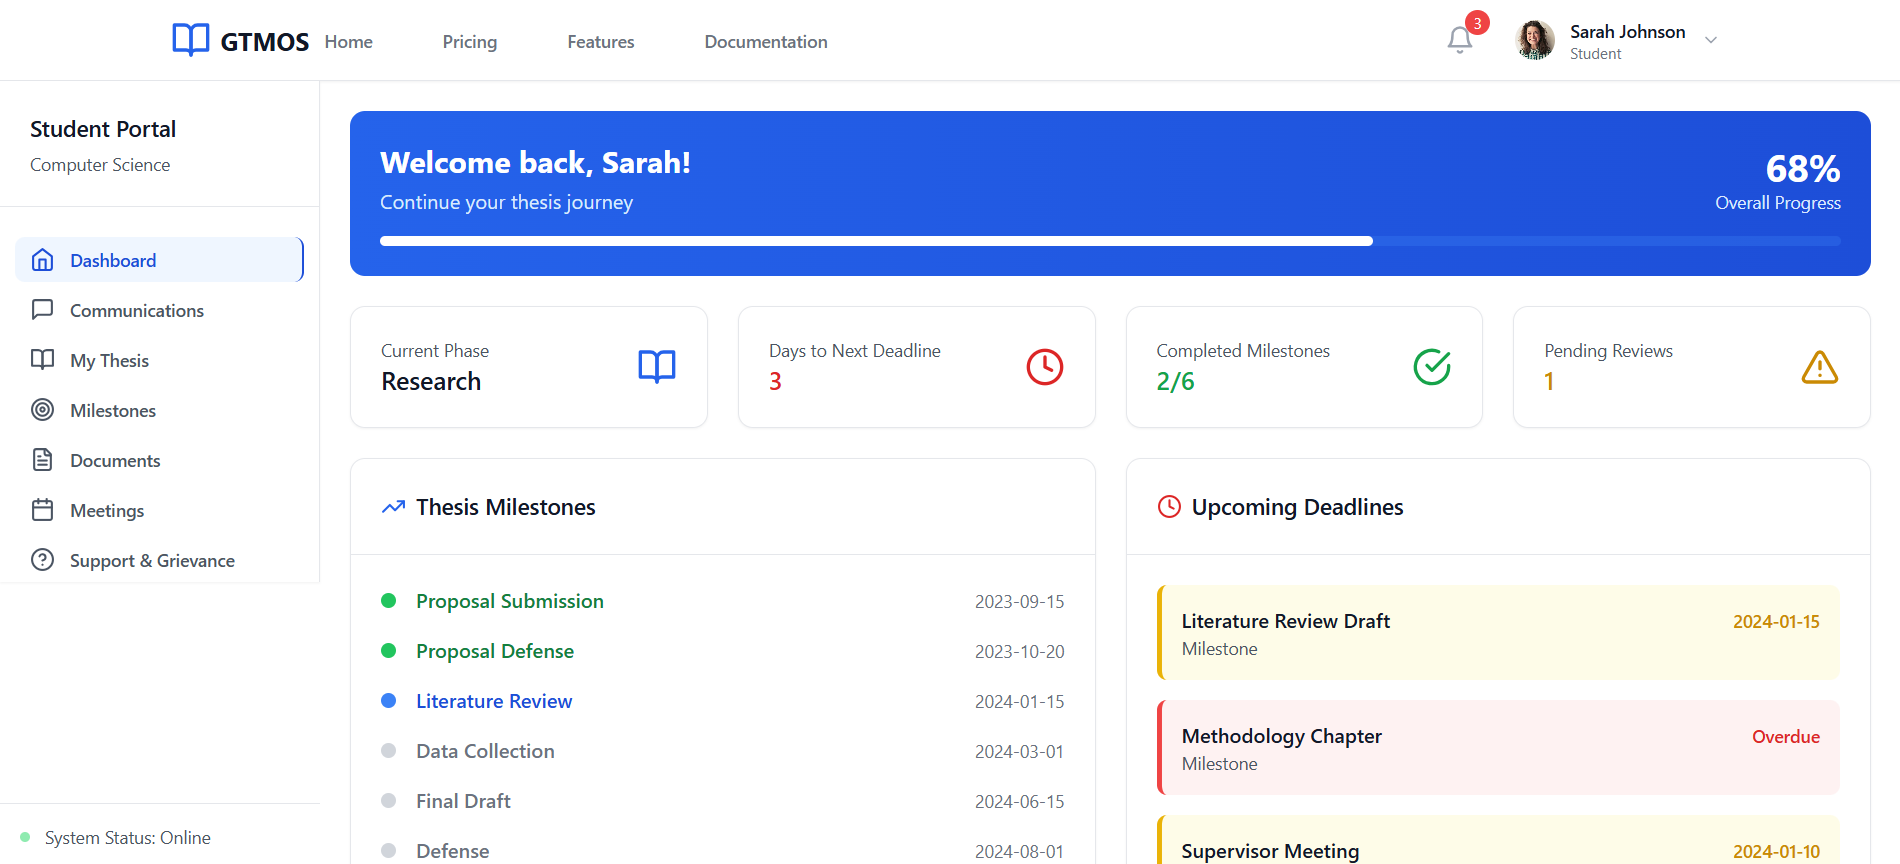 GTMOS
Home
Pricing
Features
Documentation
3
Sarah Johnson
Student
Student Portal
Computer Science
Dashboard
Communications
My Thesis
Milestones
Documents
Meetings
Support & Grievance
System Status: Online
Welcome back, Sarah!
Continue your thesis journey
68%
Overall Progress
Current Phase
Research
Days to Next Deadline
3
Completed Milestones
2/6
Pending Reviews
1
Thesis Milestones
Proposal Submission 2023-09-15
Proposal Defense 2023-10-20
Literature Review 2024-01-15
Data Collection 2024-03-01
Final Draft 2024-06-15
Defense 2024-08-01
Upcoming Deadlines
Literature Review Draft 2024-01-15
Milestone
Methodology Chapter Overdue
Milestone
Supervisor Meeting 2024-01-10